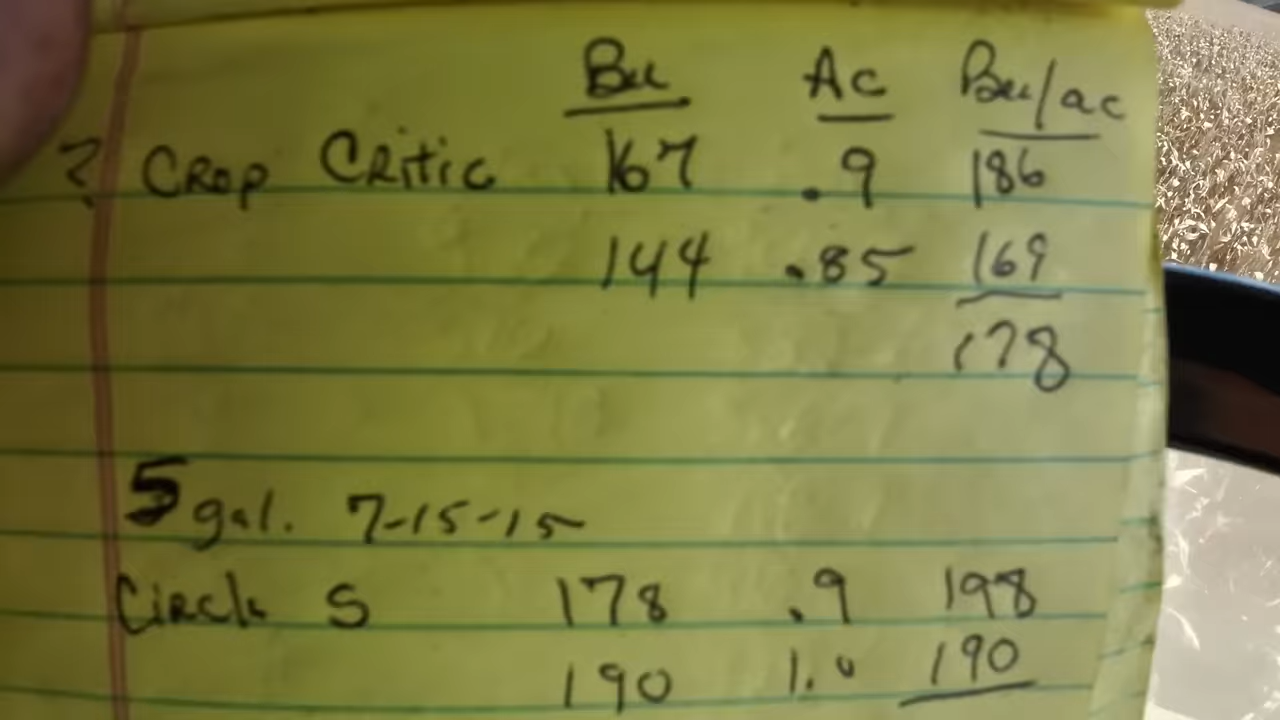 Bu Ac Bu/ac
? Crop Critic 167 .9 186
144 .85 169
178
5 gal. 7-15-15
Circle S 178 .9 198
190 1.0 190